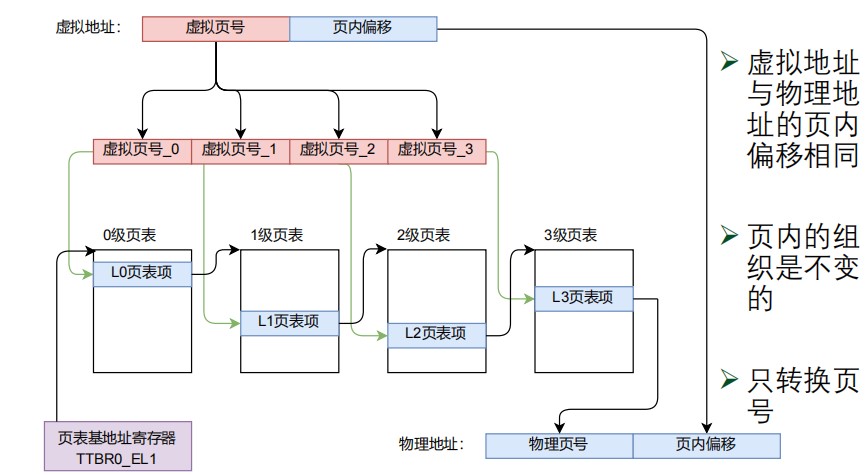 虚拟地址：
虚拟页号
页内偏移
虚拟页号_0
虚拟页号_1
虚拟页号_2
虚拟页号_3
0级页表
1级页表
2级页表
3级页表
L0页表项
L1页表项
L2页表项
L3页表项
页表基地址寄存器
TTBR0_EL1
物理地址：
物理页号
页内偏移
➢ 虚拟地址
与物理地
址的页内
偏移相同
➢ 页内的组
织是不变
的
➢ 只转换页
号